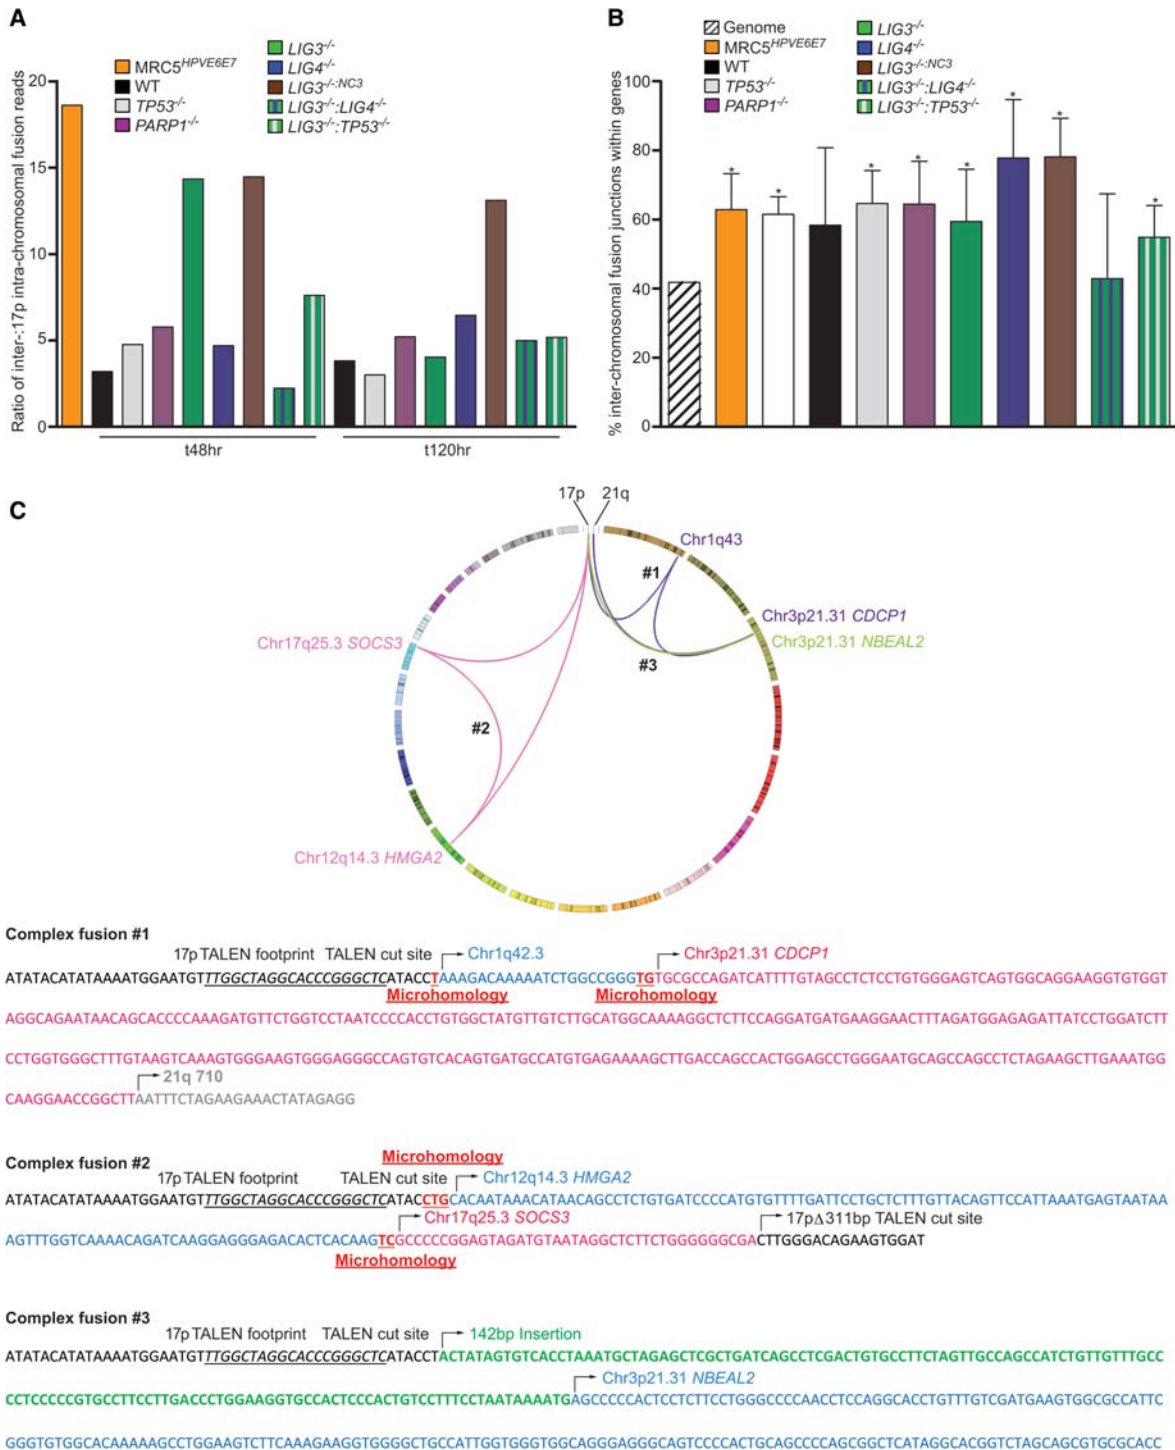 A
Ratio of inter-:17p intra-chromosomal fusion reads
MRC5HPVE6E7
WT
TP53-/-
PARP1-/-
LIG3-/-
LIG4-/-
LIG3-/-:NC3
LIG3-/-:LIG4-/-
LIG3-/-:TP53-/-
20
15
10
5
0
t48hr
t120hr
B
% inter-chromosomal fusion junctions within genes
Genome
MRC5HPVE6E7
WT
TP53-/-
PARP1-/-
LIG3-/-
LIG4-/-
LIG3-/-:NC3
LIG3-/-:LIG4-/-
LIG3-/-:TP53-/-
100
80
60
40
20
0
* * * * * * * *
C
17p 21q
Chr1q43
#1
Chr3p21.31 CDCP1
Chr3p21.31 NBEAL2
#3
Chr17q25.3 SOCS3
#2
Chr12q14.3 HMGA2
Complex fusion #1
17p TALEN footprint TALEN cut site Chr1q42.3 Chr3p21.31 CDCP1
ATATACATATAAAATGGAATGTTTGGCTAGGCACCCGGGCTCATACCTAAAGACAAAAATCTGGCCGGGTGTGCGCCAGATCATTTTGTAGCCTCTCCTGTGGGAGTCAGTGGCAGGAAGGTGTGGT
Microhomology Microhomology
AGGCAGAATAACAGCACCCCAAAGATGTTCTGGTCCTAATCCCCACCTGTGGCTATGTTGTCTTGCATGGCAAAAGGCTCTTCCAGGATGATGAAGGAACTTTAGATGGAGAGATTATCCTGGATCTT
CCTGGTGGGCTTTGTAAGTCAAAGTGGGAAGTGGGAGGGCCAGTGTCACAGTGATGCCATGTGAGAAAAGCTTGACCAGCCACTGGAGCCTGGGAATGCAGCCAGCCTCTAGAAGCTTGAAATGG
21q 710
CAAGGAACCGGCTTAATTTCTAGAAGAAACTATAGAGG
Microhomology
Complex fusion #2
17p TALEN footprint TALEN cut site Chr12q14.3 HMGA2
ATATACATATAAAATGGAATGTTTGGCTAGGCACCCGGGCTCATACCTGCACAATAAACATAACAGCCTCTGTGATCCCCATGTGTTTTGATTCCTGCTCTTTGTTACAGTTCCATTAAATGAGTAATAA
Chr17q25.3 SOCS3 17pΔ311bp TALEN cut site
AGTTTGGTCAAAACAGATCAAGGAGGGAGACACTCACAAGTCGCCCCCGGAGTAGATGTAATAGGCTCTTCTGGGGGGCGACTTGGGACAGAAGTGGAT
Microhomology
Complex fusion #3
17p TALEN footprint TALEN cut site 142bp Insertion
ATATACATATAAAATGGAATGTTTGGCTAGGCACCCGGGCTCATACCTACTATAGTGTCACCTAAATGCTAGAGCTCGCTGATCAGCCTCGACTGTGCCTTCTAGTTGCCAGCCATCTGTTGTTTGCC
Chr3p21.31 NBEAL2
CCTCCCCCGTGCCTTCCTTGACCCTGGAAGGTGCCACTCCCACTGTCCTTTCCTAATAAAATGAGCCCCCACTCCTCTTCCTGGGCCCCAACCTCCAGGCACCTGTTTGTCGATGAAGTGGCGCCATTC
GGGTGTGGCACAAAAAGCCTGGAAGTCTTCAAAGAAGGTGGGGCTGCCATTGGTGGGTGGCAGGGAGGGCAGTCCCCACTGCAGCCCCAGCGGCTCATAGGCACGGTCTAGCAGCGTGCGCACC